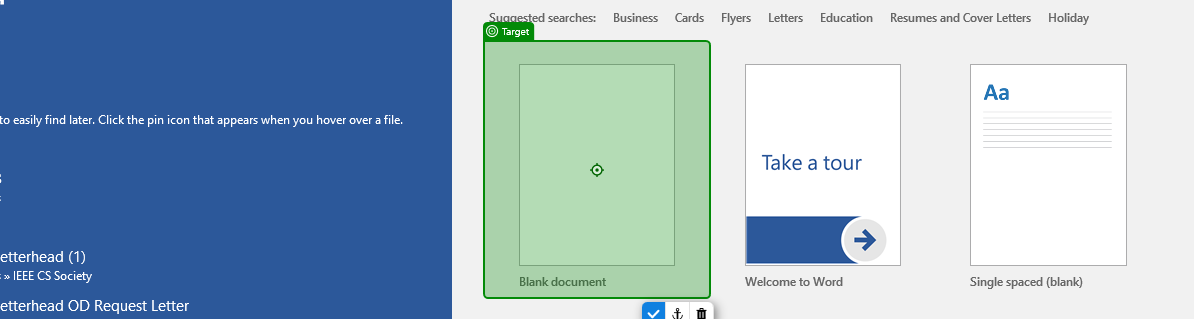 Suggested searches: Business Cards Flyers Letters Education Resumes and Cover Letters Holiday
Target
to easily find later. Click the pin icon that appears when you hover over a file.
Aa
Take a tour
etterhead (1)
» IEEE CS Society
Blank document Welcome to Word Single spaced (blank)
etterhead OD Request Letter